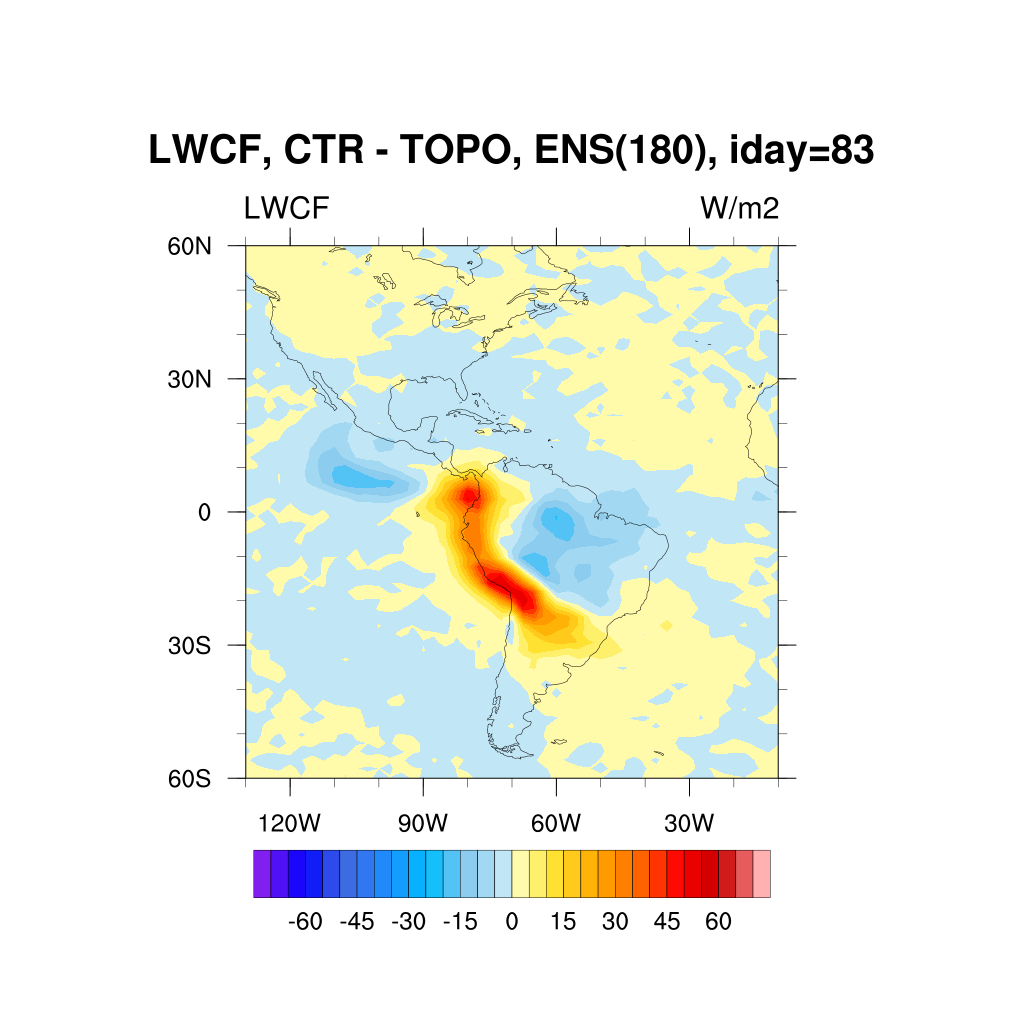 LWCF, CTR - TOPO, ENS(180), iday=83
LWCF W/m2
60N
30N
0
30S
60S
120W 90W 60W 30W
-60 -45 -30 -15 0 15 30 45 60